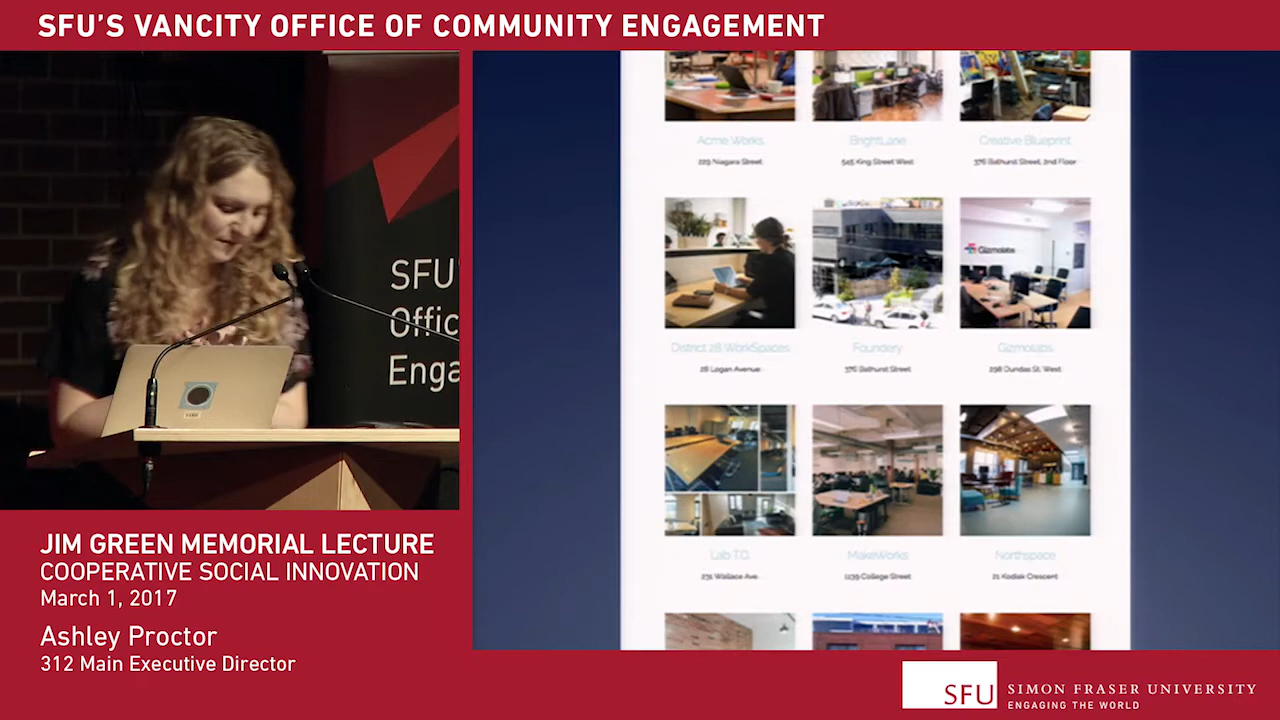 SFU'S VANCITY OFFICE OF COMMUNITY ENGAGEMENT
SFU'
Offic
Enga
Acme Works
229 Niagara Street
BrightLane
545 King Street West
Creative Blueprint
376 Bathurst Street, 2nd Floor
Gizmolabs
District 28 WorkSpaces
28 Logan Avenue
Foundery
376 Bathurst Street
Gizmolabs
298 Dundas St. West
Lab T.O.
231 Wallace Ave.
MakeWorks
1139 College Street
Northspace
21 Kodiak Crescent
JIM GREEN MEMORIAL LECTURE
COOPERATIVE SOCIAL INNOVATION
March 1, 2017
Ashley Proctor
312 Main Executive Director
SFU
SIMON FRASER UNIVERSITY
ENGAGING THE WORLD